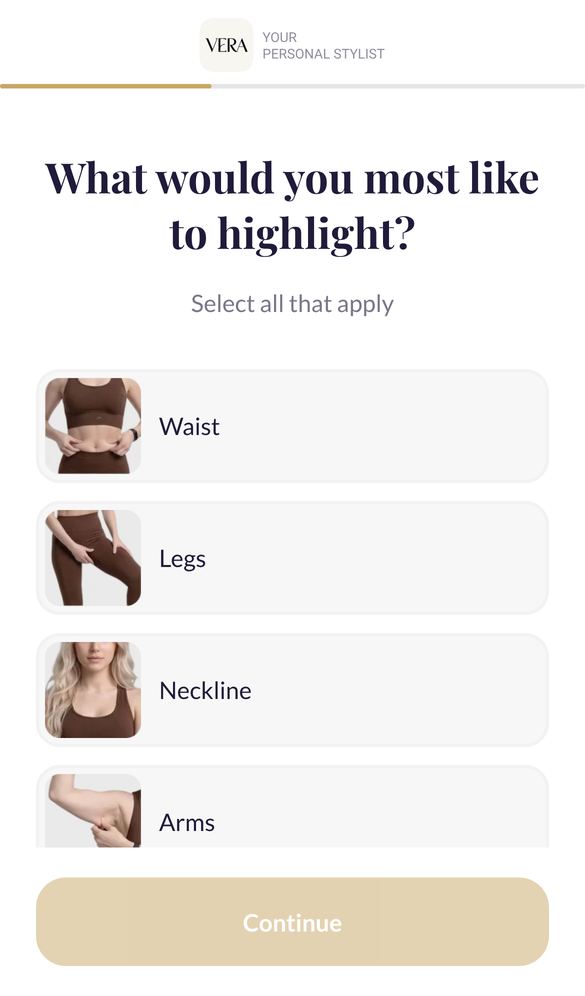 VERA
YOUR
PERSONAL STYLIST
What would you most like
to highlight?
Select all that apply
Waist
Legs
Neckline
Arms
Continue